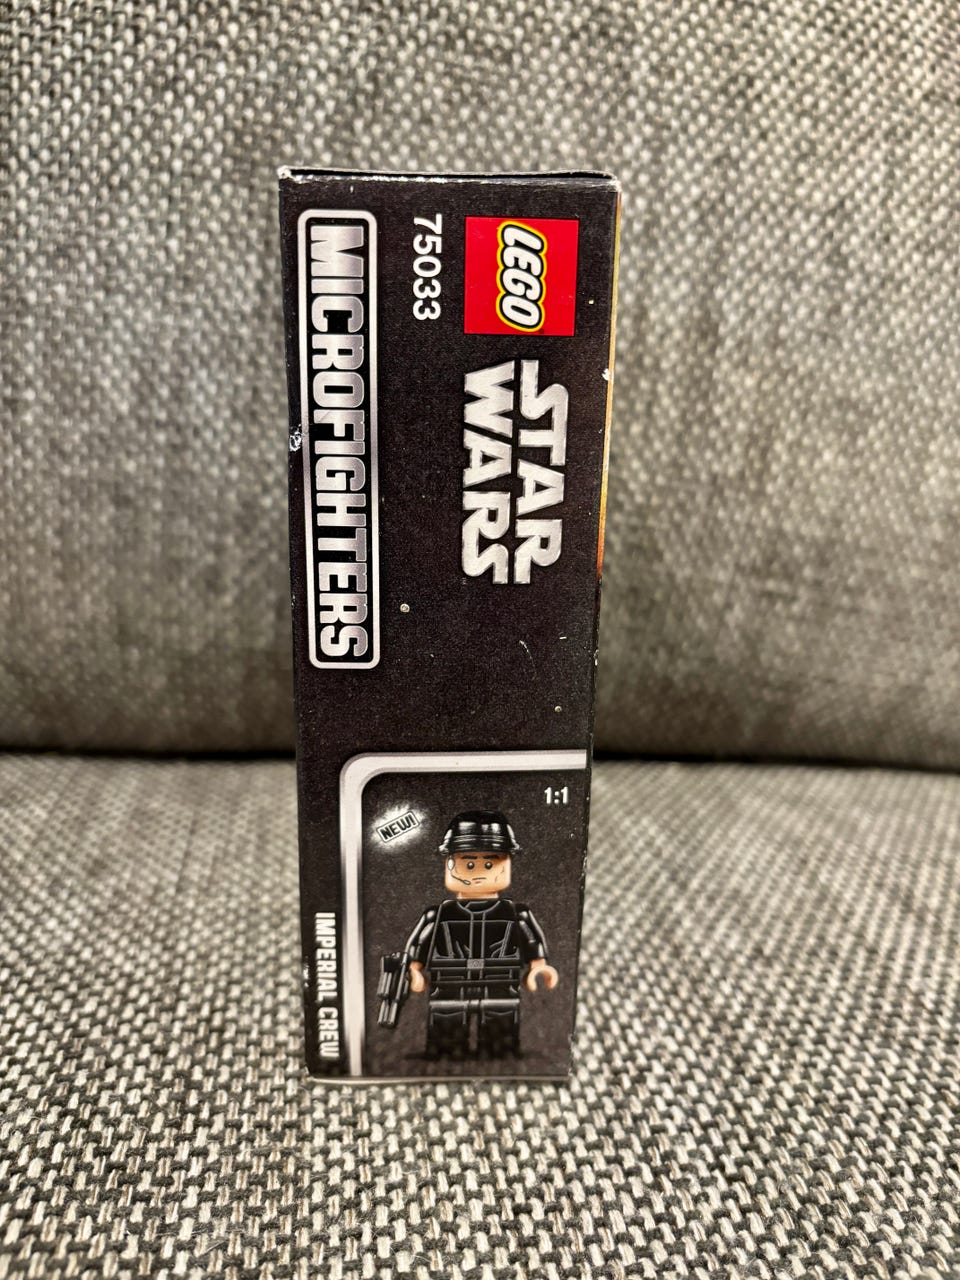 LEGO
STAR
WARS
75033
MICROFIGHTERS
1:1
NEW!
IMPERIAL CREW